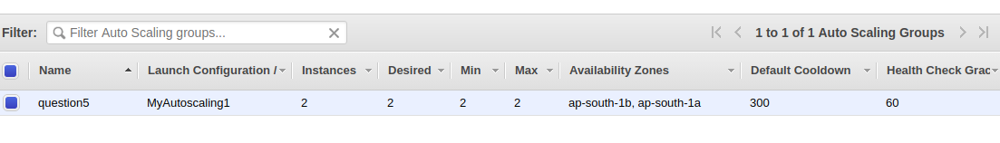 Filter: Filter Auto Scaling groups... 1 to 1 of 1 Auto Scaling Groups
Name Launch Configuration / Instances Desired Min Max Availability Zones Default Cooldown Health Check Grac
question5 MyAutoscaling1 2 2 2 2 ap-south-1b, ap-south-1a 300 60